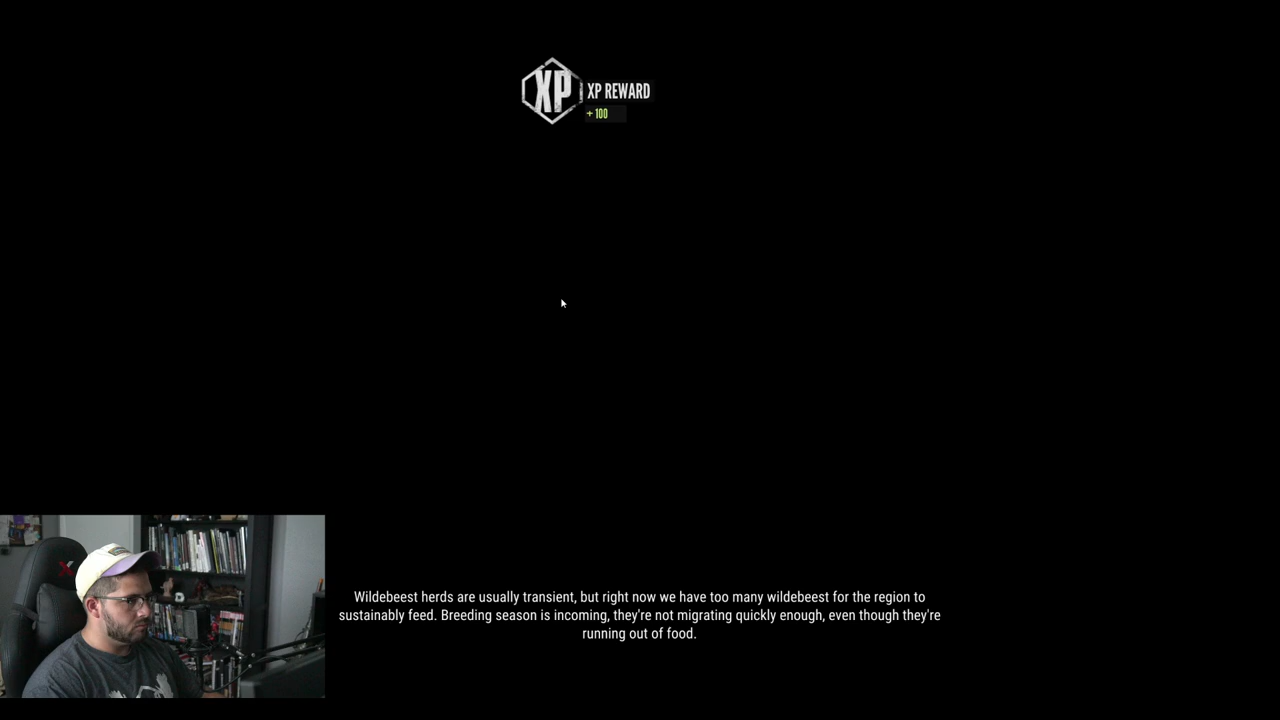 XP
XP REWARD
+ 100
Wildebeest herds are usually transient, but right now we have too many wildebeest for the region to
sustainably feed. Breeding season is incoming, they're not migrating quickly enough, even though they're
running out of food.